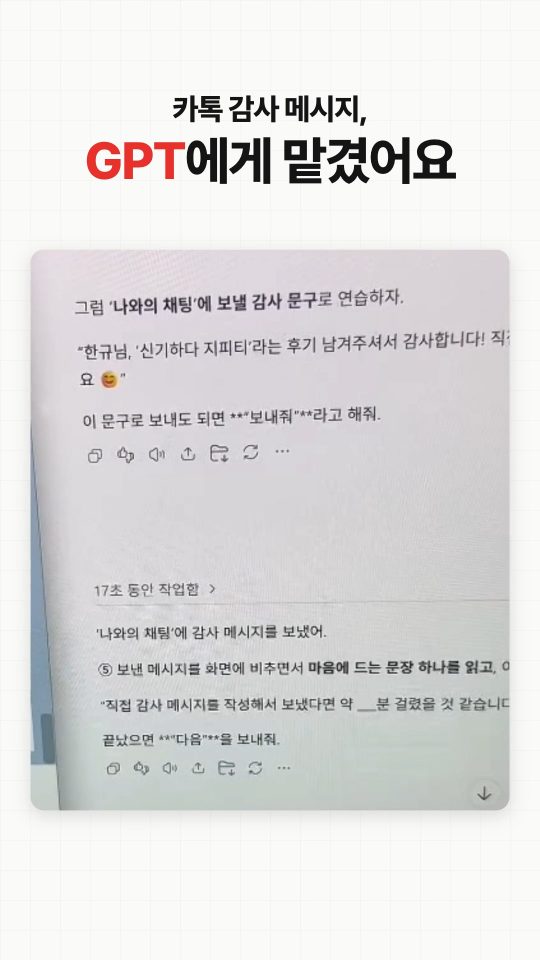 카톡 감사 메시지,
GPT에게 맡겼어요
그럼 '나와의 채팅'에 보낼 감사 문구로 연습하자.
"한규님, '신기하다 지피티'라는 후기 남겨주셔서 감사합니다!
요 😄"
이 문구로 보내도 되면 **"보내줘"**라고 해줘.
17초 동안 작업함 >
'나와의 채팅'에 감사 메시지를 보냈어.
⑤ 보낸 메시지를 화면에 비추면서 마음에 드는 문장 하나를 읽고,
"직접 감사 메시지를 작성해서 보냈다면 약 __분 걸렸을 것 같습니다
끝났으면 **"다음"**을 보내줘.